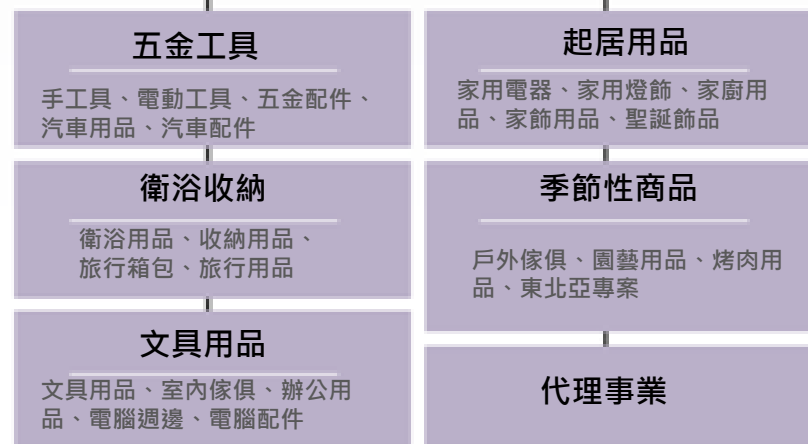 五金工具
手工具、電動工具、五金配件、
汽車用品、汽車配件
衛浴收納
衛浴用品、收納用品、
旅行箱包、旅行用品
文具用品
文具用品、室內傢俱、辦公用
品、電腦週邊、電腦配件
起居用品
家用電器、家用燈飾、家廚用
品、家飾用品、聖誕飾品
季節性商品
戶外傢俱、園藝用品、烤肉用
品、東北亞專案
代理事業